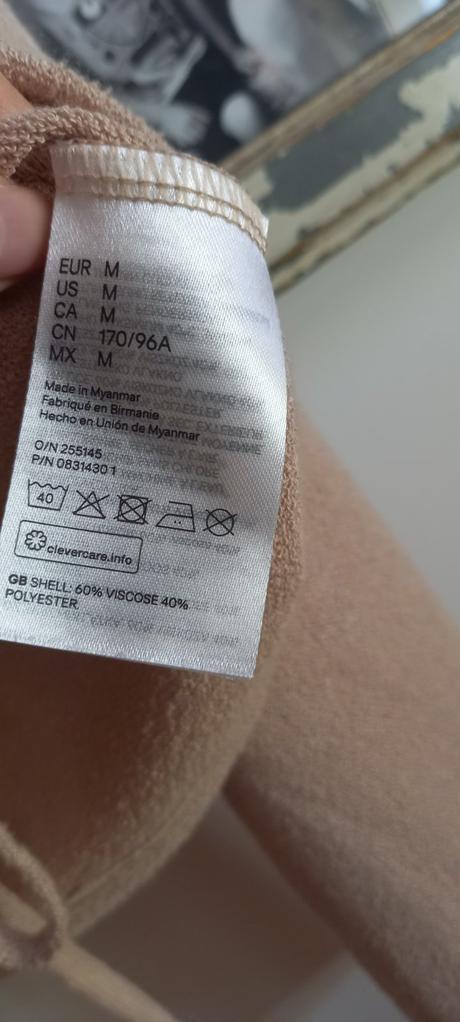 EUR M
US M
CA M
CN 170/96A
MX M
Made in Myanmar
Fabriqué en Birmanie
Hecho en Unión de Myanmar
O/N 255145
P/N 0831430 1
40
clevercare.info
GB SHELL: 60% VISCOSE 40%
POLYESTER